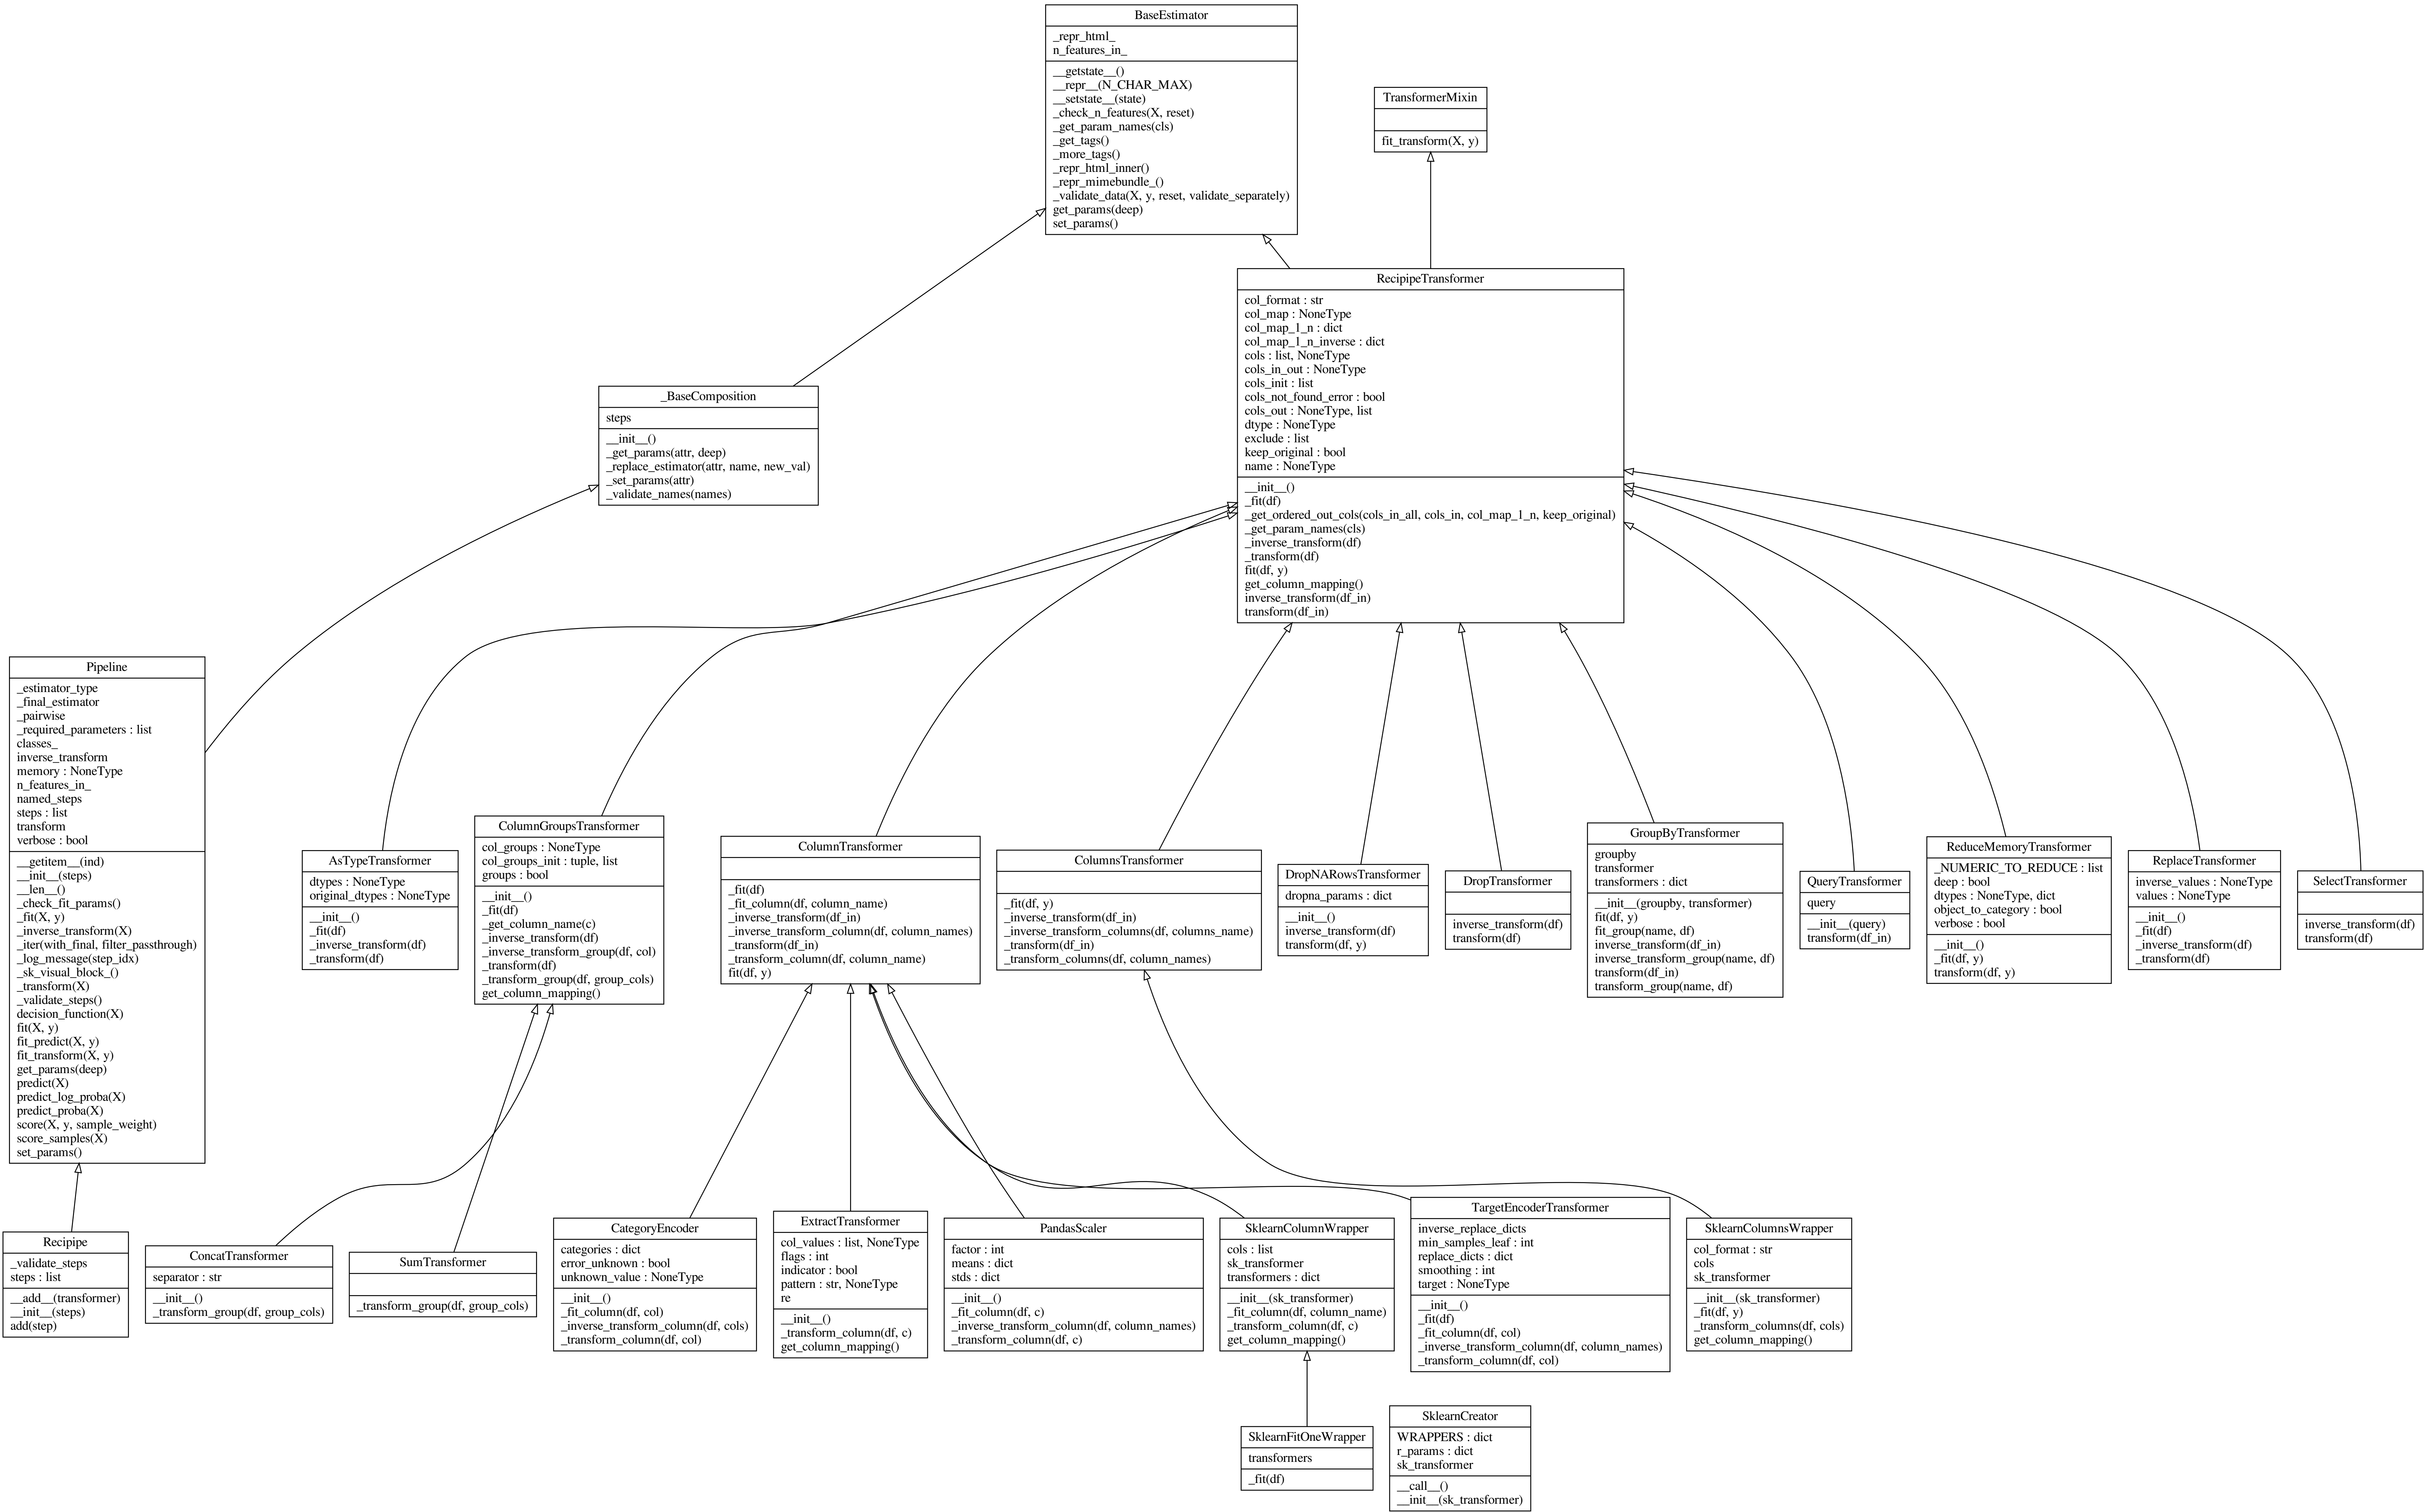 BaseEstimator
_repr_html_
n_features_in_
__getstate__()
__repr__(N_CHAR_MAX)
__setstate__(state)
_check_n_features(X, reset)
_get_param_names(cls)
_get_tags()
_more_tags()
_repr_html_inner()
_repr_mimebundle_()
_validate_data(X, y, reset, validate_separately)
get_params(deep)
set_params()
TransformerMixin
fit_transform(X, y)
RecipipeTransformer
col_format : str
col_map : NoneType
col_map_1_n : dict
col_map_1_n_inverse : dict
cols : list, NoneType
cols_in_out : NoneType
cols_init : list
cols_not_found_error : bool
cols_out : NoneType, list
dtype : NoneType
exclude : list
keep_original : bool
name : NoneType
__init__()
_fit(df)
_get_ordered_out_cols(cols_in_all, cols_in, col_map_1_n, keep_original)
_get_param_names(cls)
_inverse_transform(df)
_transform(df)
fit(df, y)
get_column_mapping()
inverse_transform(df_in)
transform(df_in)
_BaseComposition
steps
__init__()
_get_params(attr, deep)
_replace_estimator(attr, name, new_val)
_set_params(attr)
_validate_names(names)
Pipeline
_estimator_type
_final_estimator
_pairwise
_required_parameters : list
classes_
inverse_transform
memory : NoneType
n_features_in_
named_steps
steps : list
transform
verbose : bool
__getitem__(ind)
__init__(steps)
__len__()
_check_fit_params()
_fit(X, y)
_inverse_transform(X)
_iter(with_final, filter_passthrough)
_log_message(step_idx)
_sk_visual_block_()
_transform(X)
_validate_steps()
decision_function(X)
fit(X, y)
fit_predict(X, y)
fit_transform(X, y)
get_params(deep)
predict(X)
predict_log_proba(X)
predict_proba(X)
score(X, y, sample_weight)
score_samples(X)
set_params()
AsTypeTransformer
dtypes : NoneType
original_dtypes : NoneType
__init__()
_fit(df)
_inverse_transform(df)
_transform(df)
ColumnGroupsTransformer
col_groups : NoneType
col_groups_init : tuple, list
groups : bool
__init__()
_fit(df)
_get_column_name(c)
_inverse_transform(df)
_inverse_transform_group(df, col)
_transform(df)
_transform_group(df, group_cols)
get_column_mapping()
ColumnTransformer
_fit(df)
_fit_column(df, column_name)
_inverse_transform(df_in)
_inverse_transform_column(df, column_names)
_transform(df_in)
_transform_column(df, column_name)
fit(df, y)
ColumnsTransformer
_fit(df, y)
_inverse_transform(df_in)
_inverse_transform_columns(df, columns_name)
_transform(df_in)
_transform_columns(df, column_names)
DropNARowsTransformer
dropna_params : dict
__init__()
inverse_transform(df)
transform(df, y)
DropTransformer
inverse_transform(df)
transform(df)
GroupByTransformer
groupby
transformer
transformers : dict
__init__(groupby, transformer)
fit(df, y)
fit_group(name, df)
inverse_transform(df_in)
inverse_transform_group(name, df)
transform(df_in)
transform_group(name, df)
QueryTransformer
query
__init__(query)
transform(df_in)
ReduceMemoryTransformer
_NUMERIC_TO_REDUCE : list
deep : bool
dtypes : NoneType, dict
object_to_category : bool
verbose : bool
__init__()
_fit(df, y)
transform(df, y)
ReplaceTransformer
inverse_values : NoneType
values : NoneType
__init__()
_fit(df)
_inverse_transform(df)
_transform(df)
SelectTransformer
inverse_transform(df)
transform(df)
Recipipe
_validate_steps
steps : list
__add__(transformer)
__init__(steps)
add(step)
ConcatTransformer
separator : str
__init__()
_transform_group(df, group_cols)
SumTransformer
_transform_group(df, group_cols)
CategoryEncoder
categories : dict
error_unknown : bool
unknown_value : NoneType
__init__()
_fit_column(df, col)
_inverse_transform_column(df, cols)
_transform_column(df, col)
ExtractTransformer
col_values : list, NoneType
flags : int
indicator : bool
pattern : str, NoneType
re
__init__()
_transform_column(df, c)
get_column_mapping()
PandasScaler
factor : int
means : dict
stds : dict
__init__()
_fit_column(df, c)
_inverse_transform_column(df, column_names)
_transform_column(df, c)
SklearnColumnWrapper
cols : list
sk_transformer
transformers : dict
__init__(sk_transformer)
_fit_column(df, column_name)
_transform_column(df, c)
get_column_mapping()
TargetEncoderTransformer
inverse_replace_dicts
min_samples_leaf : int
replace_dicts : dict
smoothing : int
target : NoneType
__init__()
_fit(df)
_fit_column(df, col)
_inverse_transform_column(df, column_names)
_transform_column(df, col)
SklearnColumnsWrapper
col_format : str
cols
sk_transformer
__init__(sk_transformer)
_fit(df, y)
_transform_columns(df, cols)
get_column_mapping()
SklearnFitOneWrapper
transformers
_fit(df)
SklearnCreator
WRAPPERS : dict
r_params : dict
sk_transformer
__call__()
__init__(sk_transformer)